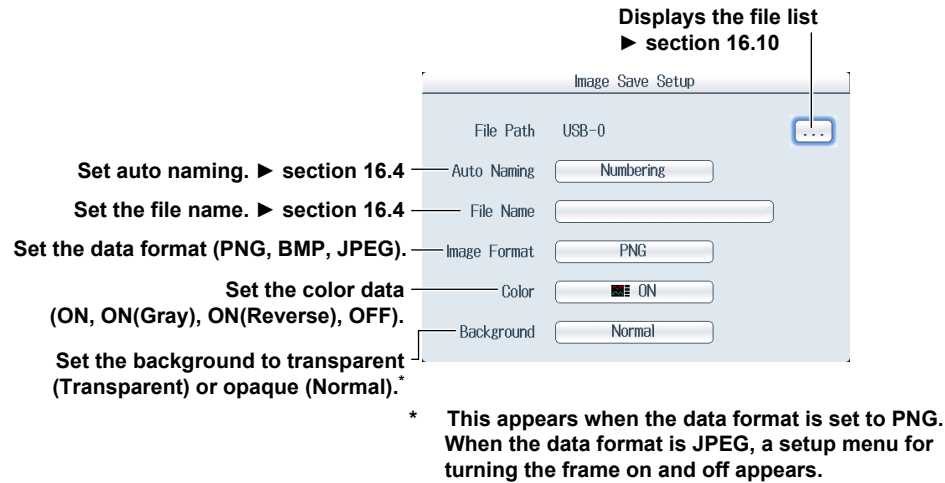 Displays the file list
► section 16.10
Image Save Setup
File Path USB-0 ...
Set auto naming. ► section 16.4 Auto Naming Numbering
Set the file name. ► section 16.4 File Name
Set the data format (PNG, BMP, JPEG). Image Format PNG
Set the color data
(ON, ON(Gray), ON(Reverse), OFF).
Color ON
Background Normal
Set the background to transparent
(Transparent) or opaque (Normal).*
* This appears when the data format is set to PNG.
When the data format is JPEG, a setup menu for
turning the frame on and off appears.